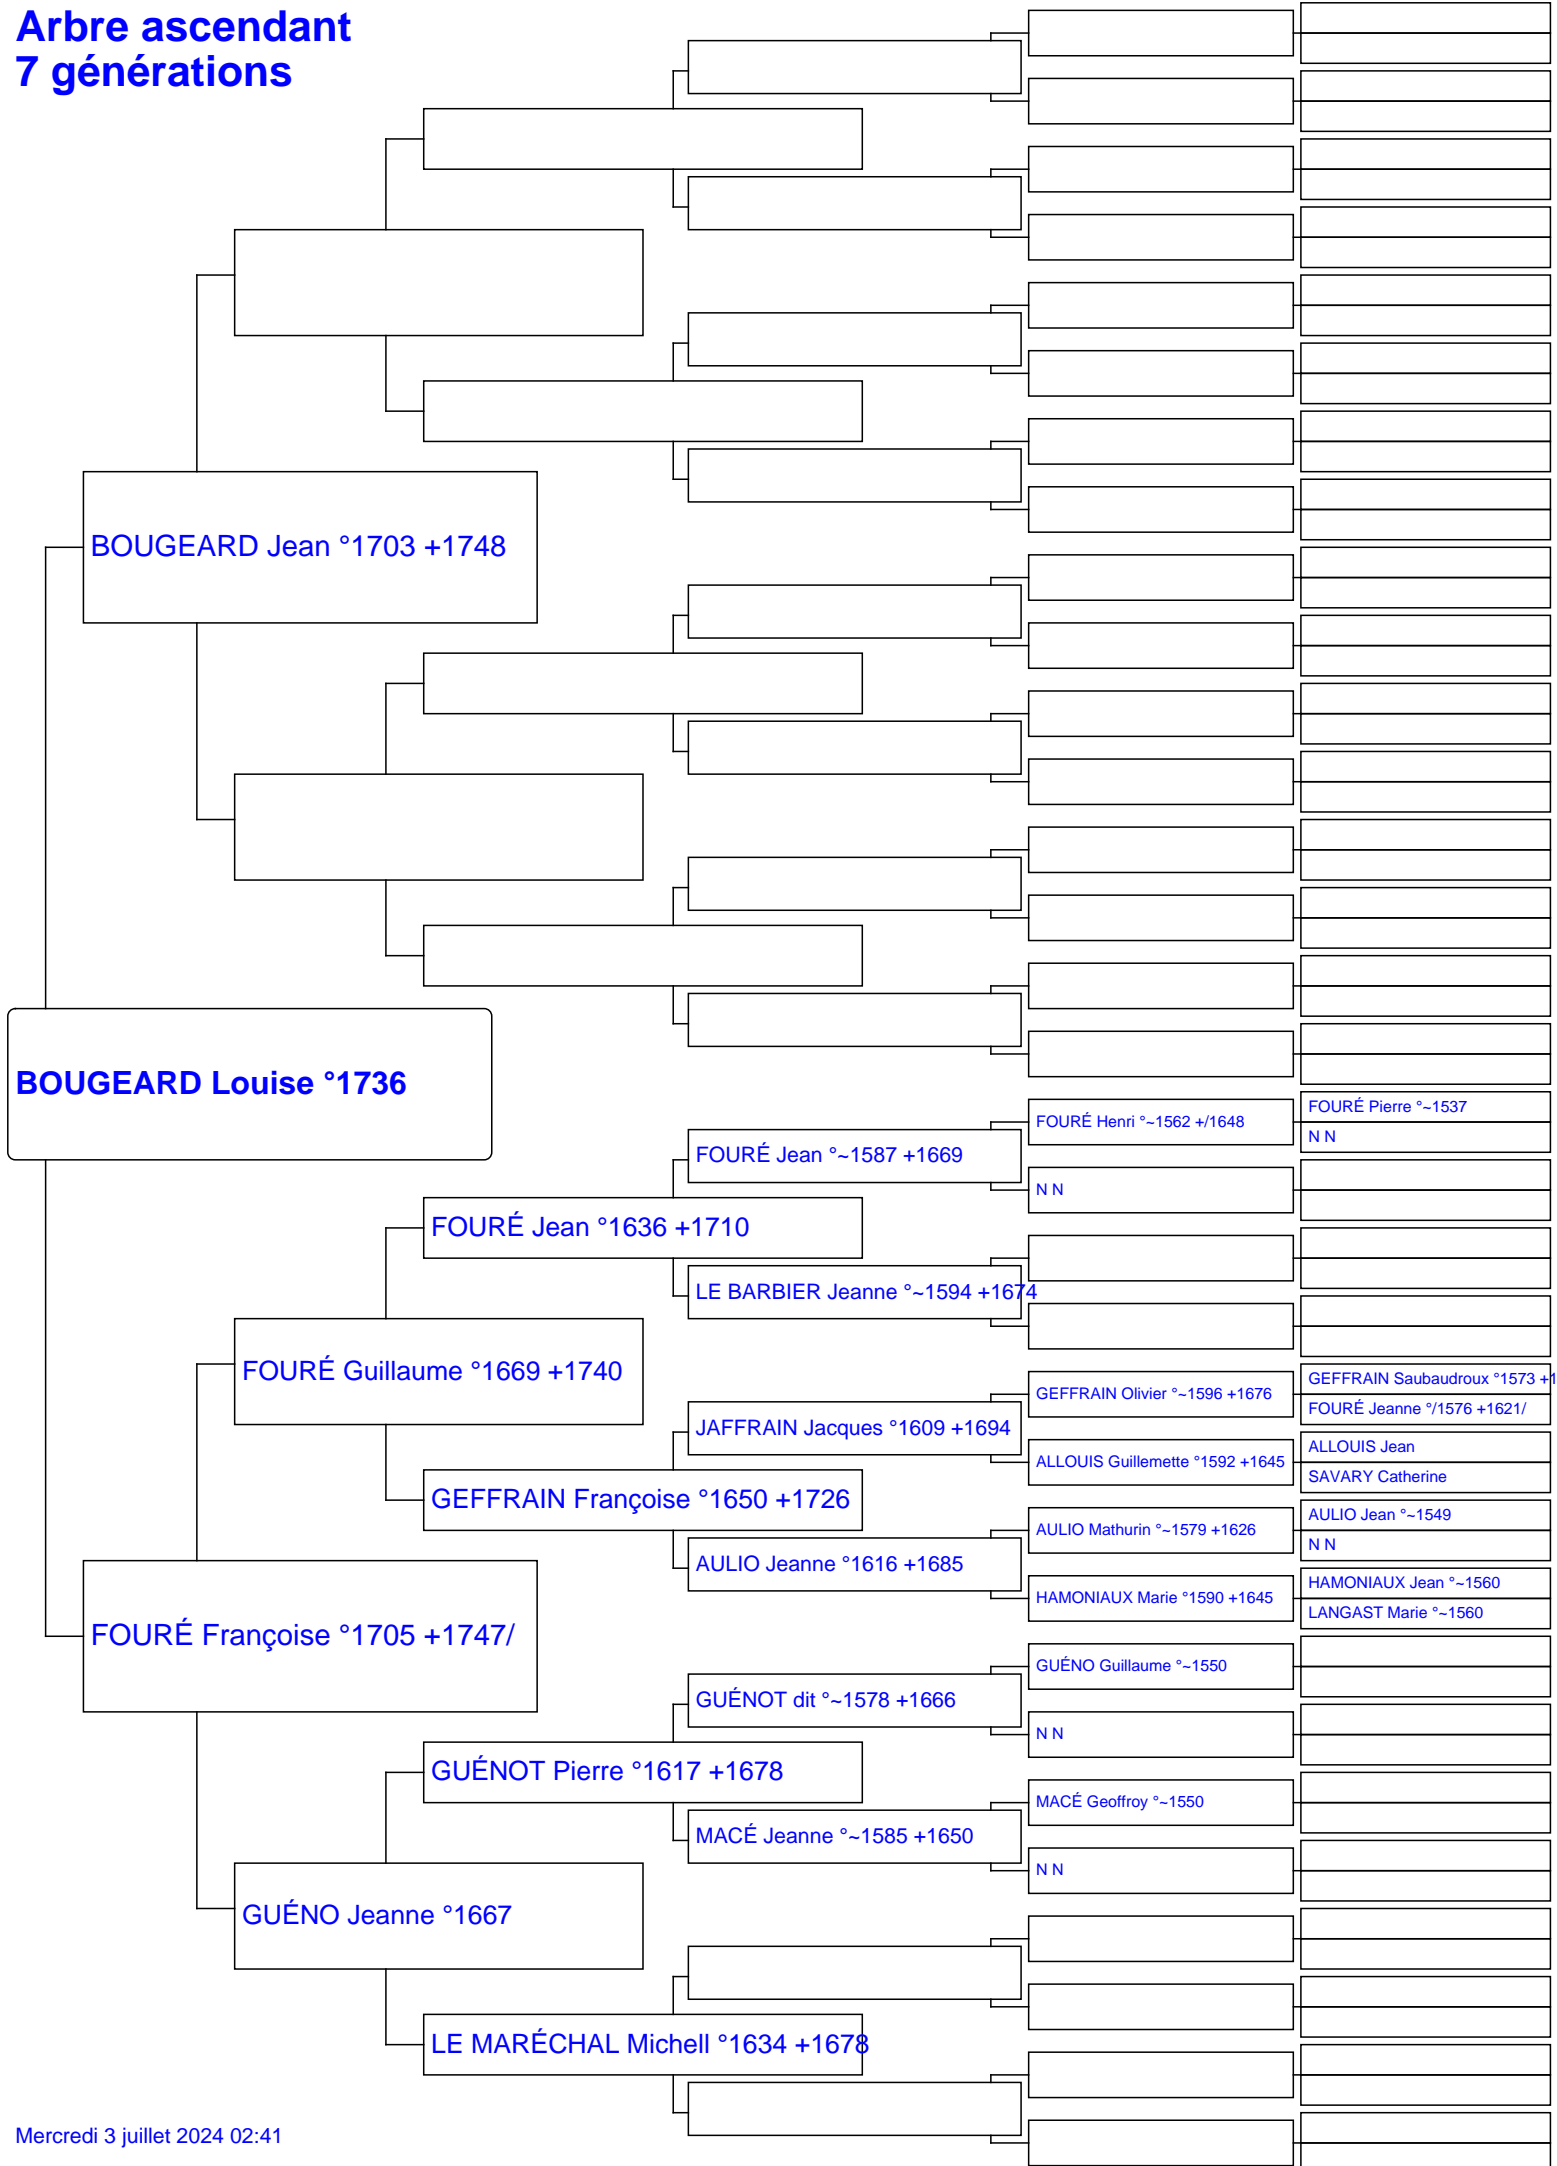 Arbre ascendant
7 générations
BOUGEARD Jean °1703 +1748
BOUGEARD Louise °1736
FOURÉ Pierre °~1537
FOURÉ Henri °~1562 +/1648
N N
FOURÉ Jean °~1587 +1669
N N
FOURÉ Jean °1636 +1710
LE BARBIER Jeanne °~1594 +1674
FOURÉ Guillaume °1669 +1740
GEFFRAIN Saubaudroux °1573 +1
GEFFRAIN Olivier °~1596 +1676
FOURÉ Jeanne °/1576 +1621/
JAFFRAIN Jacques °1609 +1694
ALLOUIS Jean
ALLOUIS Guillemette °1592 +1645
SAVARY Catherine
GEFFRAIN Françoise °1650 +1726
AULIO Jean °~1549
AULIO Mathurin °~1579 +1626
N N
AULIO Jeanne °1616 +1685
HAMONIAUX Jean °~1560
HAMONIAUX Marie °1590 +1645
LANGAST Marie °~1560
FOURÉ Françoise °1705 +1747/
GUÉNO Guillaume °~1550
GUÉNOT dit °~1578 +1666
N N
GUÉNOT Pierre °1617 +1678
MACÉ Geoffroy °~1550
MACÉ Jeanne °~1585 +1650
N N
GUÉNO Jeanne °1667
LE MARÉCHAL Michell °1634 +1678
Mercredi 3 juillet 2024 02:41